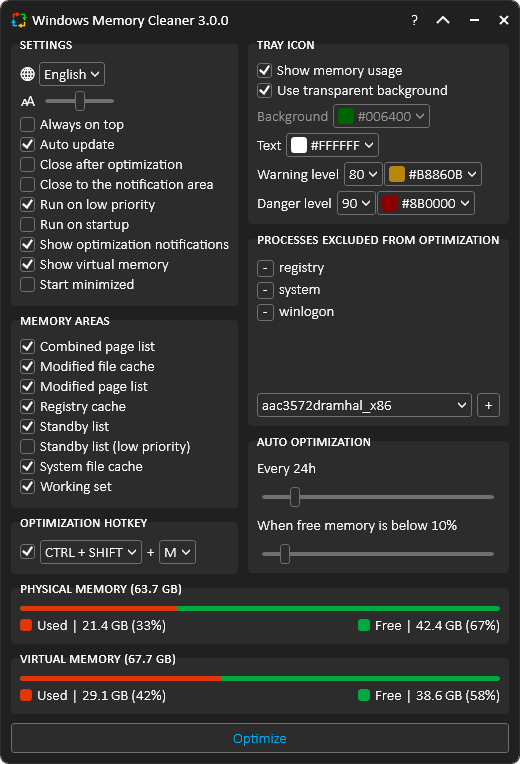 Windows Memory Cleaner 3.0.0
?
SETTINGS
English
AA
Always on top
Auto update
Close after optimization
Close to the notification area
Run on low priority
Run on startup
Show optimization notifications
Show virtual memory
Start minimized
MEMORY AREAS
Combined page list
Modified file cache
Modified page list
Registry cache
Standby list
Standby list (low priority)
System file cache
Working set
OPTIMIZATION HOTKEY
CTRL + SHIFT + M
TRAY ICON
Show memory usage
Use transparent background
Background #006400
Text #FFFFFF
Warning level 80 #B8860B
Danger level 90 #8B0000
PROCESSES EXCLUDED FROM OPTIMIZATION
- registry
- system
- winlogon
aac3572dramhal_x86 +
AUTO OPTIMIZATION
Every 24h
When free memory is below 10%
PHYSICAL MEMORY (63.7 GB)
Used | 21.4 GB (33%) Free | 42.4 GB (67%)
VIRTUAL MEMORY (67.7 GB)
Used | 29.1 GB (42%) Free | 38.6 GB (58%)
Optimize